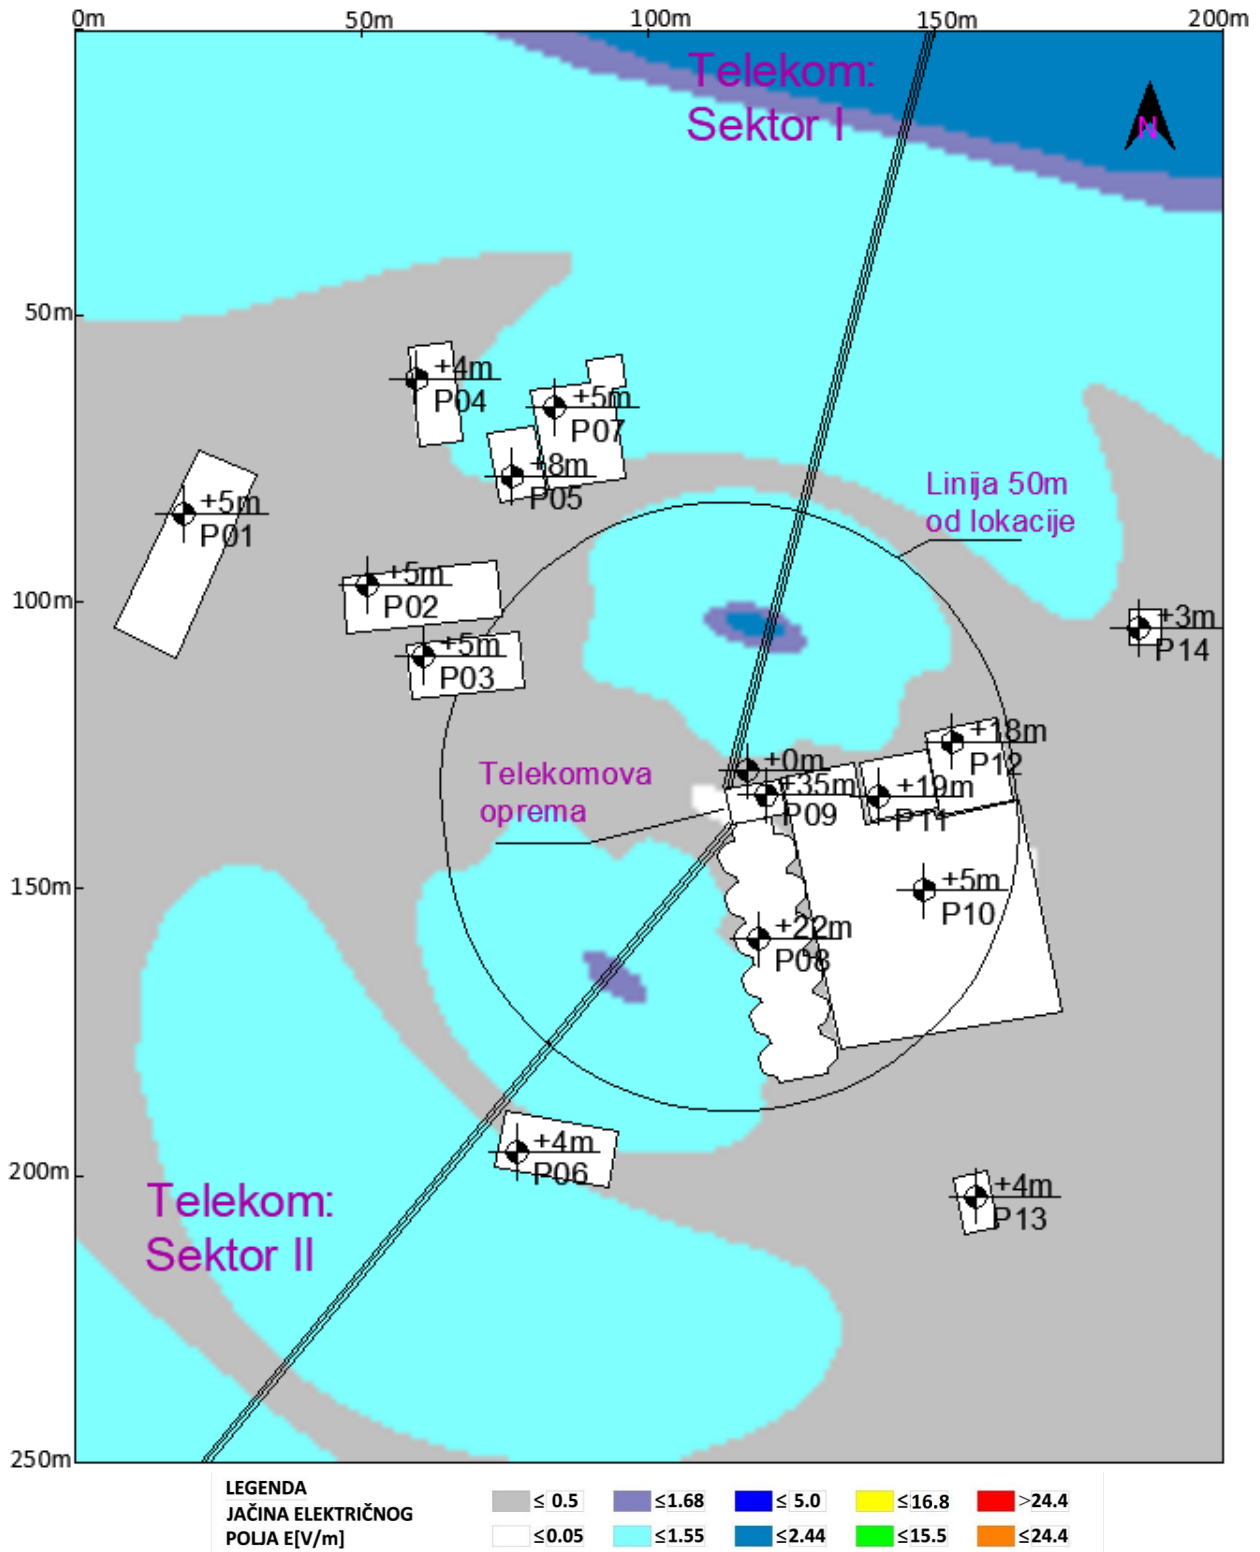 0m 50m 100m 150m 200m
Telekom:
Sektor I
N
50m
+4m
P04
+5m
P07
+8m
P05
Linija 50m
od lokacije
+5m
P01
+5m
P02
100m
+3m
P14
+5m
P03
+18m
P12
+0m
Telekomova
oprema
+35m
P09
+19m
P11
150m
+5m
P10
+22m
P08
+4m
P06
200m
+4m
P13
Telekom:
Sektor II
250m
LEGENDA
JAČINA ELEKTRIČNOG
POLJA E[V/m]
≤ 0.5 ≤1.68 ≤ 5.0 ≤16.8 >24.4
≤0.05 ≤1.55 ≤2.44 ≤15.5 ≤24.4